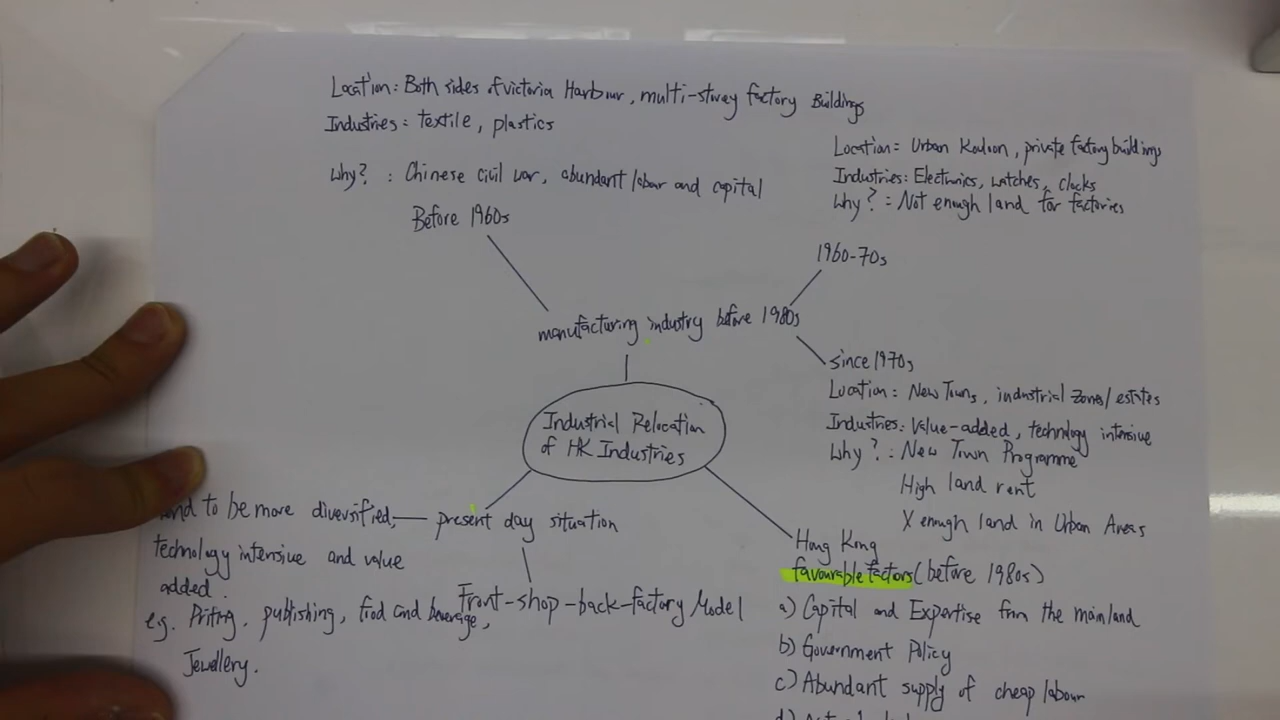 Location: Both sides of victoria Harbour, multi-storey factory Buildings
Industries: textile, plastics
Why? : Chinese civil war, abundant labour and capital
Before 1960s
Location: Urban Kowloon, private factory buildings
Industries: Electronics, watches, clocks
Why? : Not enough land for factories
1960-70s
manufacturing industry before 1980s
since 1970s
Location: New Towns, industrial zones/estates
Industries: Value-added, technology intensive
Why? : New Town Programme
High land rent
X enough land in Urban Areas
Industrial Relocation
of HK Industries
present day situation
to be more diversified,
technology intensive and value
added.
e.g. Priting, publishing, food and beverage,
Jewellery.
Front-shop-back-factory Model
Hong Kong
favourable factors (before 1980s)
a) Capital and Expertise from the mainland
b) Government Policy
c) Abundant supply of cheap labour
d)